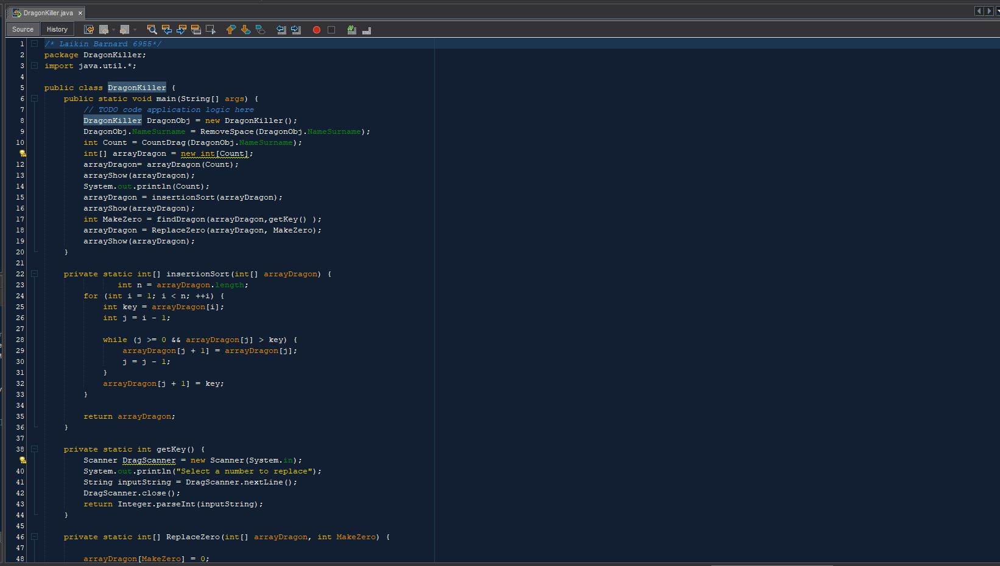 DragonKiller.java ×
Source History
1 /* Laikin Barnard 6955*/
2 package DragonKiller;
3 import java.util.*;
4
5 public class DragonKiller {
6 public static void main(String[] args) {
7 // TODO code application logic here
8 DragonKiller DragonObj = new DragonKiller();
9 DragonObj.NameSurname = RemoveSpace(DragonObj.NameSurname);
10 int Count = CountDrag(DragonObj.NameSurname);
int[] arrayDragon = new int[Count];
12 arrayDragon= arrayDragon(Count);
13 arrayShow(arrayDragon);
14 System.out.println(Count);
15 arrayDragon = insertionSort(arrayDragon);
16 arrayShow(arrayDragon);
17 int MakeZero = findDragon(arrayDragon,getKey() );
18 arrayDragon = ReplaceZero(arrayDragon, MakeZero);
19 arrayShow(arrayDragon);
20 }
21
22 private static int[] insertionSort(int[] arrayDragon) {
23 int n = arrayDragon.length;
24 for (int i = 1; i < n; ++i) {
25 int key = arrayDragon[i];
26 int j = i - 1;
27
28 while (j >= 0 && arrayDragon[j] > key) {
29 arrayDragon[j + 1] = arrayDragon[j];
30 j = j - 1;
31 }
32 arrayDragon[j + 1] = key;
33 }
34
35 return arrayDragon;
36 }
37
38 private static int getKey() {
Scanner DragScanner = new Scanner(System.in);
40 System.out.println("Select a number to replace");
41 String inputString = DragScanner.nextLine();
42 DragScanner.close();
43 return Integer.parseInt(inputString);
44 }
45
46 private static int[] ReplaceZero(int[] arrayDragon, int MakeZero) {
47
48 arrayDragon[MakeZero] = 0;